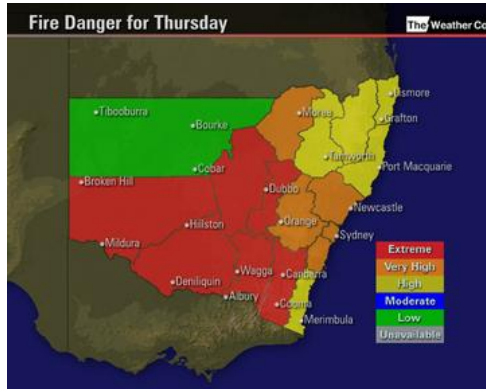 Fire Danger for Thursday
The Weather Co
Tibooburra
Bourke
Moree
Lismore
Grafton
Tamworth
Port Macquarie
Cobar
Broken Hill
Dubbo
Newcastle
Orange
Hillston
Sydney
Mildura
Wagga
Canberra
Deniliquin
Albury
Cooma
Merimbula
Extreme
Very High
High
Moderate
Low
Unavailable